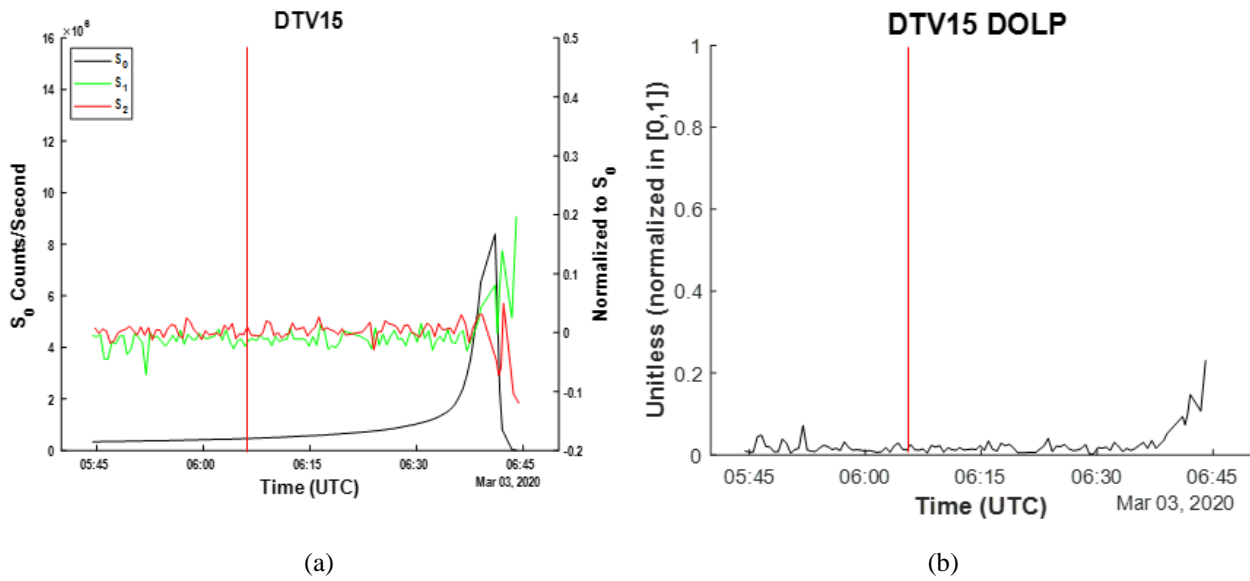 DTV15
×10⁶
16
14
12
10
8
6
4
2
0
S₀ Counts/Second
S₀
S₁
S₂
0.5
0.4
0.3
0.2
0.1
0
-0.1
-0.2
Normalized to S₀
05:45
06:00
06:15
06:30
06:45
Time (UTC)
Mar 03, 2020
(a)
DTV15 DOLP
1
0.8
0.6
0.4
0.2
0
Unitless (normalized in [0,1])
05:45
06:00
06:15
06:30
06:45
Time (UTC)
Mar 03, 2020
(b)